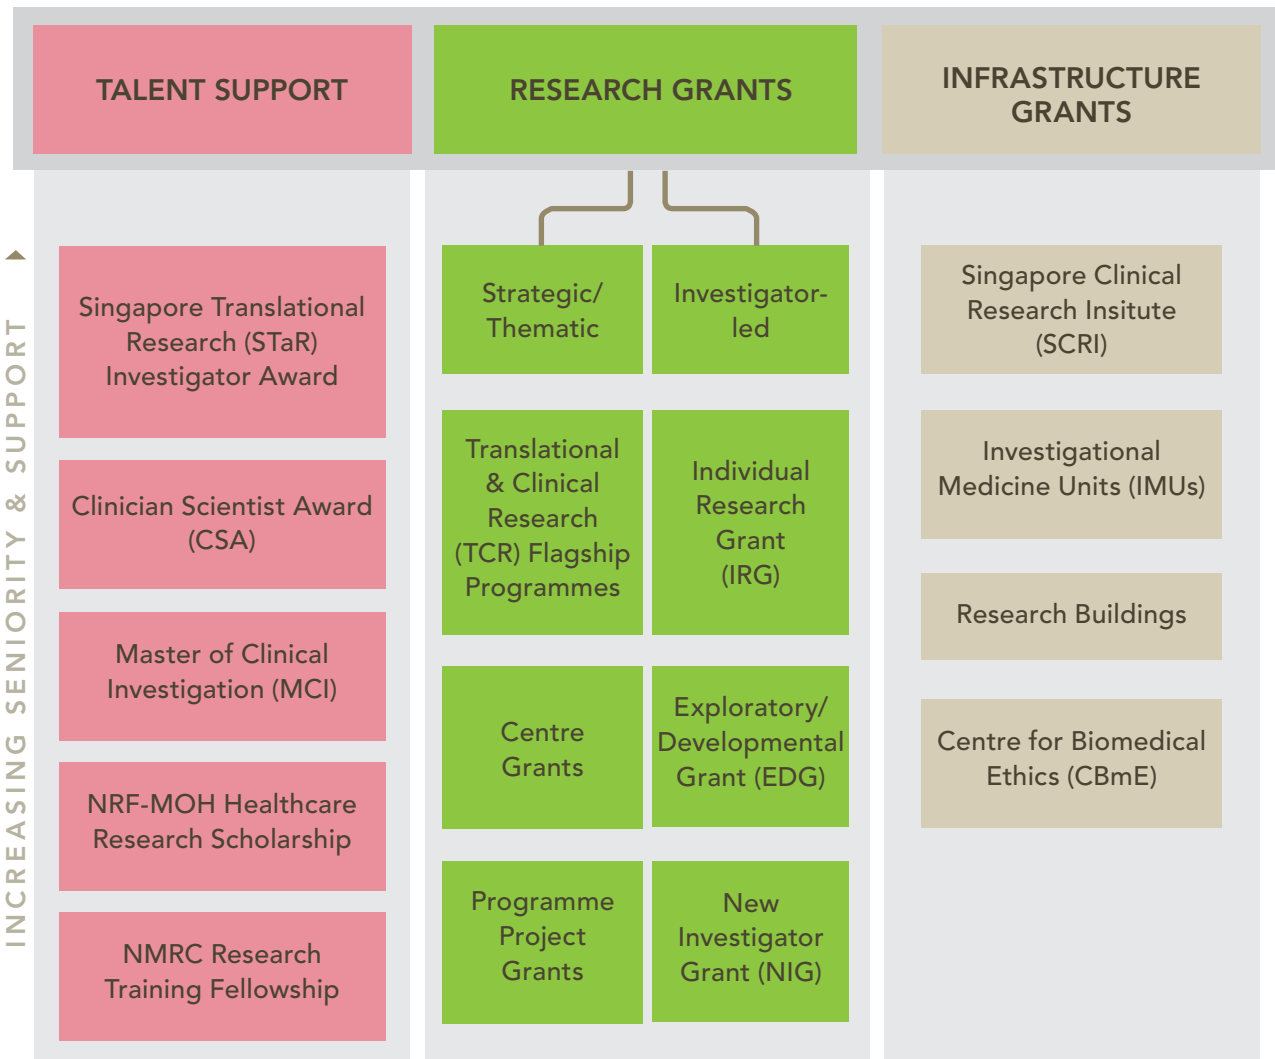 TALENT SUPPORT
RESEARCH GRANTS
INFRASTRUCTURE
GRANTS
INCREASING SENIORITY & SUPPORT
Singapore Translational
Research (STaR)
Investigator Award
Clinician Scientist Award
(CSA)
Master of Clinical
Investigation (MCI)
NRF-MOH Healthcare
Research Scholarship
NMRC Research
Training Fellowship
Strategic/
Thematic
Translational
& Clinical
Research
(TCR) Flagship
Programmes
Centre
Grants
Programme
Project
Grants
Investigator-
led
Individual
Research
Grant
(IRG)
Exploratory/
Developmental
Grant (EDG)
New
Investigator
Grant (NIG)
Singapore Clinical
Research Insitute
(SCRI)
Investigational
Medicine Units (IMUs)
Research Buildings
Centre for Biomedical
Ethics (CBmE)